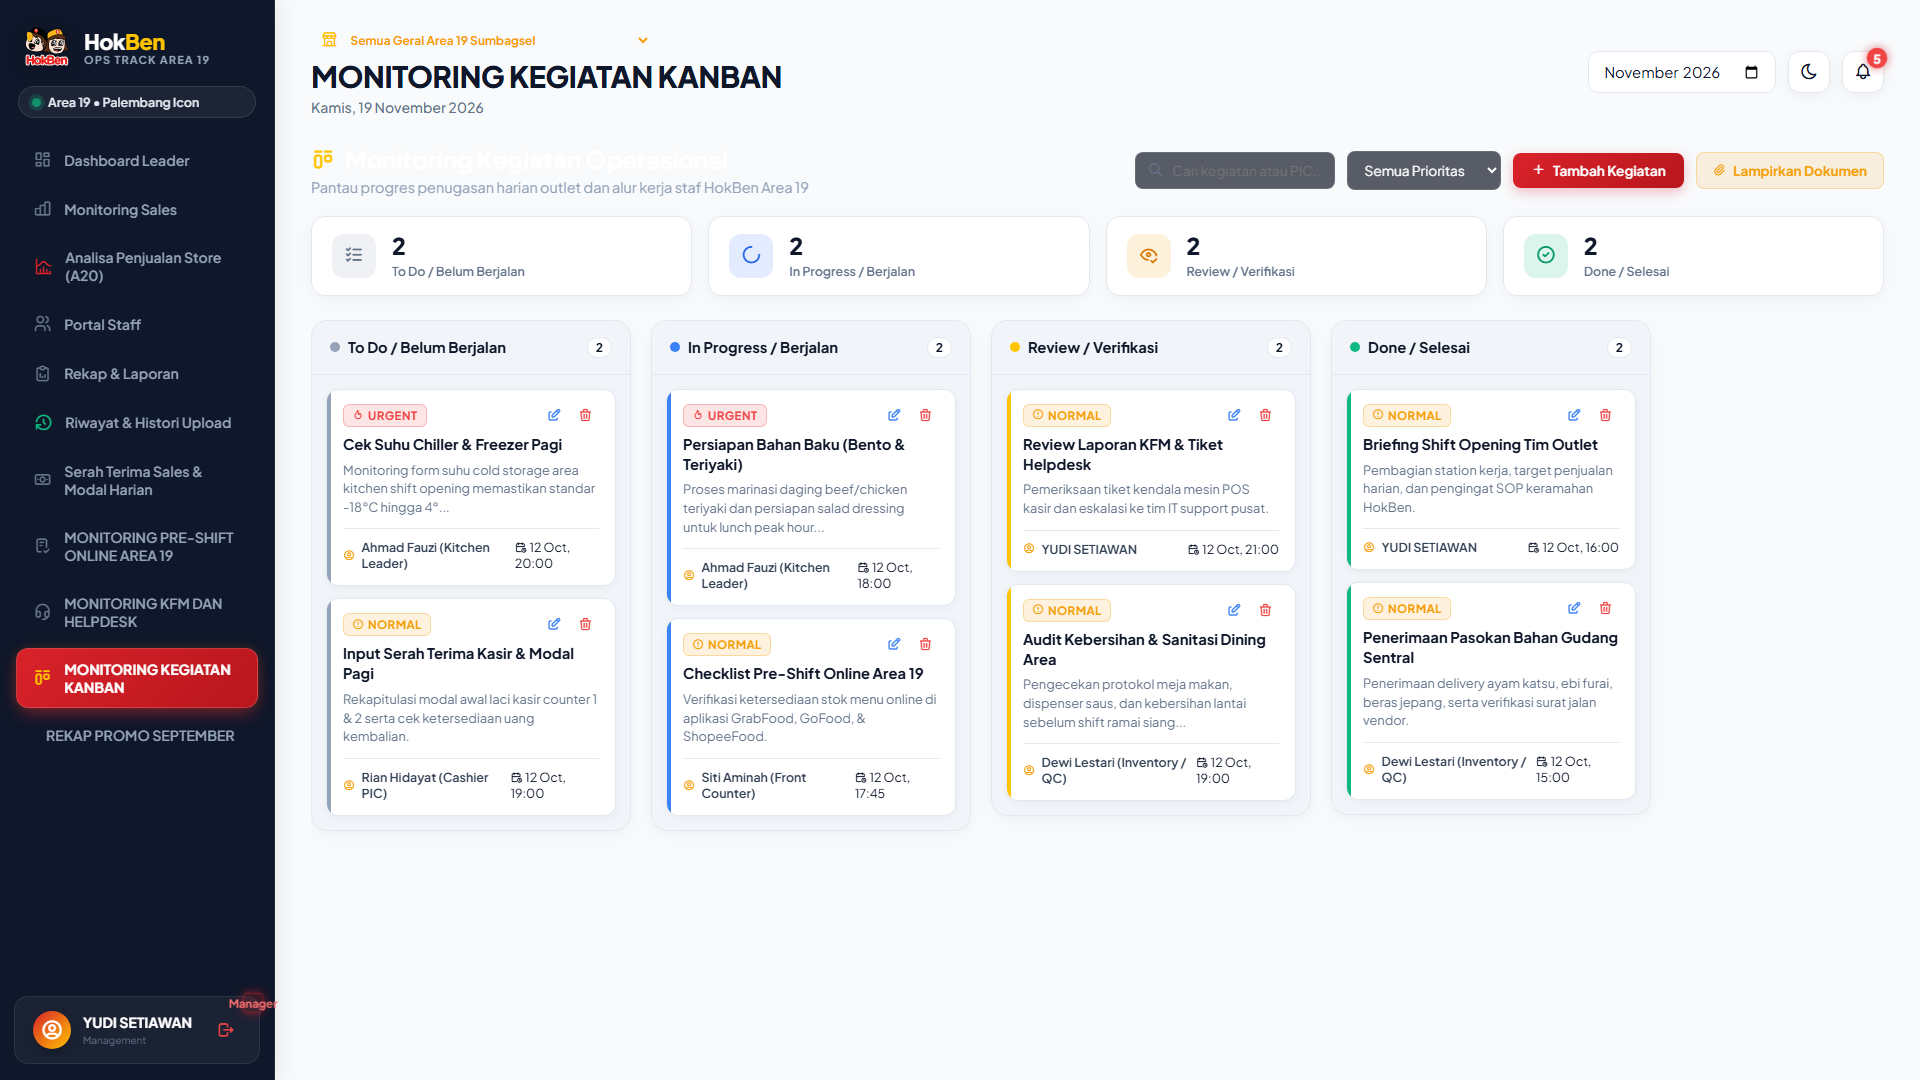 HokBen
HokBen
OPS TRACK AREA 19
Area 19 • Palembang Icon
Dashboard Leader
Monitoring Sales
Analisa Penjualan Store
(A20)
Portal Staff
Rekap & Laporan
Riwayat & Histori Upload
Serah Terima Sales &
Modal Harian
MONITORING PRE-SHIFT
ONLINE AREA 19
MONITORING KFM DAN
HELPDESK
MONITORING KEGIATAN
KANBAN
REKAP PROMO SEPTEMBER
Manager
YUDI SETIAWAN
Management
Semua Gerai Area 19 Sumbagsel
MONITORING KEGIATAN KANBAN
Kamis, 19 November 2026
November 2026
5
Monitoring Kegiatan Operasional
Pantau progres penugasan harian outlet dan alur kerja staf HokBen Area 19
Cari kegiatan atau PIC...
Semua Prioritas
Tambah Kegiatan
Lampirkan Dokumen
2
To Do / Belum Berjalan
2
In Progress / Berjalan
2
Review / Verifikasi
2
Done / Selesai
To Do / Belum Berjalan 2
URGENT
Cek Suhu Chiller & Freezer Pagi
Monitoring form suhu cold storage area
kitchen shift opening memastikan standar
-18°C hingga 4°...
Ahmad Fauzi (Kitchen
Leader)
12 Oct,
20:00
NORMAL
Input Serah Terima Kasir & Modal
Pagi
Rekapitulasi modal awal laci kasir counter 1
& 2 serta cek ketersediaan uang
kembalian.
Rian Hidayat (Cashier
PIC)
12 Oct,
19:00
In Progress / Berjalan 2
URGENT
Persiapan Bahan Baku (Bento &
Teriyaki)
Proses marinasi daging beef/chicken
teriyaki dan persiapan salad dressing
untuk lunch peak hour...
Ahmad Fauzi (Kitchen
Leader)
12 Oct,
18:00
NORMAL
Checklist Pre-Shift Online Area 19
Verifikasi ketersediaan stok menu online di
aplikasi GrabFood, GoFood, &
ShopeeFood.
Siti Aminah (Front
Counter)
12 Oct,
17:45
Review / Verifikasi 2
NORMAL
Review Laporan KFM & Tiket
Helpdesk
Pemeriksaan tiket kendala mesin POS
kasir dan eskalasi ke tim IT support pusat.
YUDI SETIAWAN
12 Oct, 21:00
NORMAL
Audit Kebersihan & Sanitasi Dining
Area
Pengecekan protokol meja makan,
dispenser saus, dan kebersihan lantai
sebelum shift ramai siang...
Dewi Lestari (Inventory /
QC)
12 Oct,
19:00
Done / Selesai 2
NORMAL
Briefing Shift Opening Tim Outlet
Pembagian station kerja, target penjualan
harian, dan pengingat SOP keramahan
HokBen.
YUDI SETIAWAN
12 Oct, 16:00
NORMAL
Penerimaan Pasokan Bahan Gudang
Sentral
Penerimaan delivery ayam katsu, ebi furai,
beras jepang, serta verifikasi surat jalan
vendor.
Dewi Lestari (Inventory /
QC)
12 Oct,
15:00